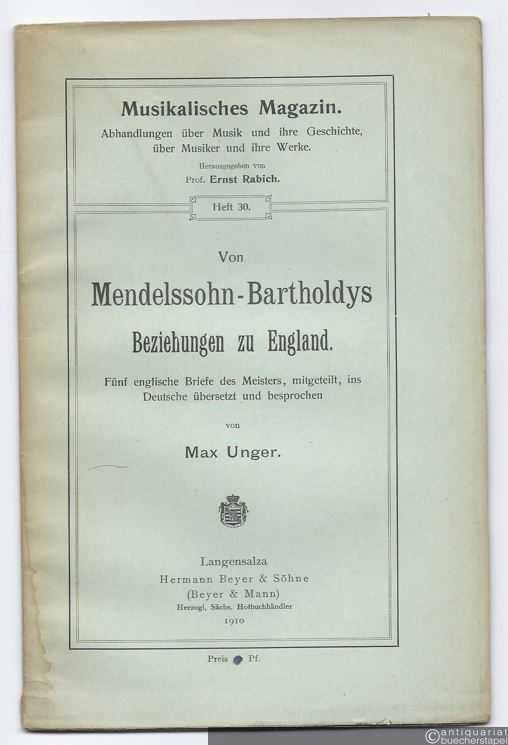 Musikalisches Magazin.
Abhandlungen über Musik und ihre Geschichte,
über Musiker und ihre Werke.
Herausgegeben von
Prof. Ernst Rabich.
Heft 30.
Von
Mendelssohn-Bartholdys
Beziehungen zu England.
Fünf englische Briefe des Meisters, mitgeteilt, ins
Deutsche übersetzt und besprochen
von
Max Unger.
Langensalza
Hermann Beyer & Söhne
(Beyer & Mann)
Herzogl. Sächs. Hofbuchhändler
1910
Preis Pf.
antiquariat
buecherstapel